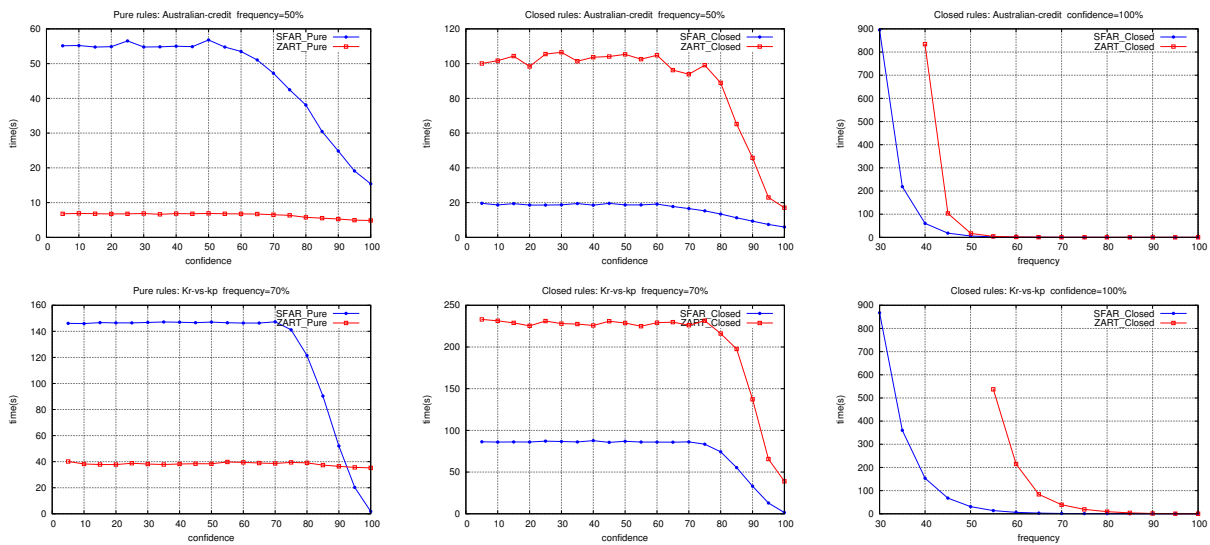 Pure rules: Australian-credit frequency=50%
SFAR_Pure
ZART_Pure
time(s)
60
50
40
30
20
10
0
0 10 20 30 40 50 60 70 80 90 100
confidence
Closed rules: Australian-credit frequency=50%
SFAR_Closed
ZART_Closed
time(s)
120
100
80
60
40
20
0
0 10 20 30 40 50 60 70 80 90 100
confidence
Closed rules: Australian-credit confidence=100%
SFAR_Closed
ZART_Closed
time(s)
900
800
700
600
500
400
300
200
100
0
30 40 50 60 70 80 90 100
frequency
Pure rules: Kr-vs-kp frequency=70%
SFAR_Pure
ZART_Pure
time(s)
160
140
120
100
80
60
40
20
0
0 10 20 30 40 50 60 70 80 90 100
confidence
Closed rules: Kr-vs-kp frequency=70%
SFAR_Closed
ZART_Closed
time(s)
250
200
150
100
50
0
0 10 20 30 40 50 60 70 80 90 100
confidence
Closed rules: Kr-vs-kp confidence=100%
SFAR_Closed
ZART_Closed
time(s)
900
800
700
600
500
400
300
200
100
0
30 40 50 60 70 80 90 100
frequency